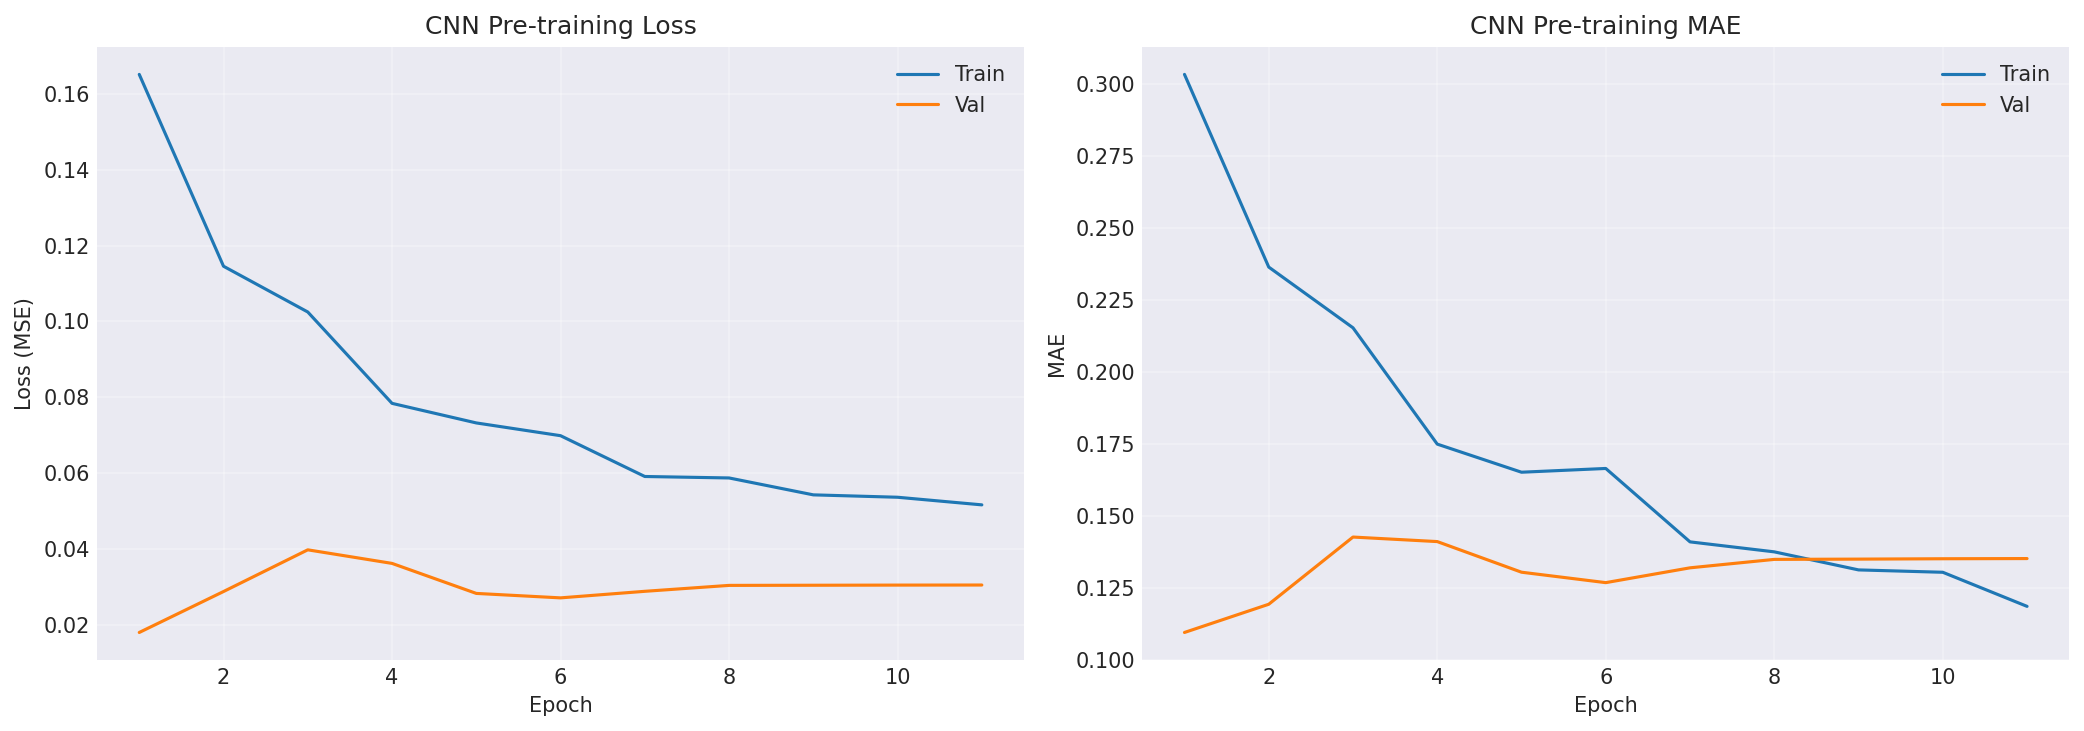 CNN Pre-training Loss
Train
Val
0.16
0.14
0.12
0.10
0.08
0.06
0.04
0.02
Loss (MSE)
2 4 6 8 10
Epoch
CNN Pre-training MAE
Train
Val
0.300
0.275
0.250
0.225
0.200
0.175
0.150
0.125
0.100
MAE
2 4 6 8 10
Epoch